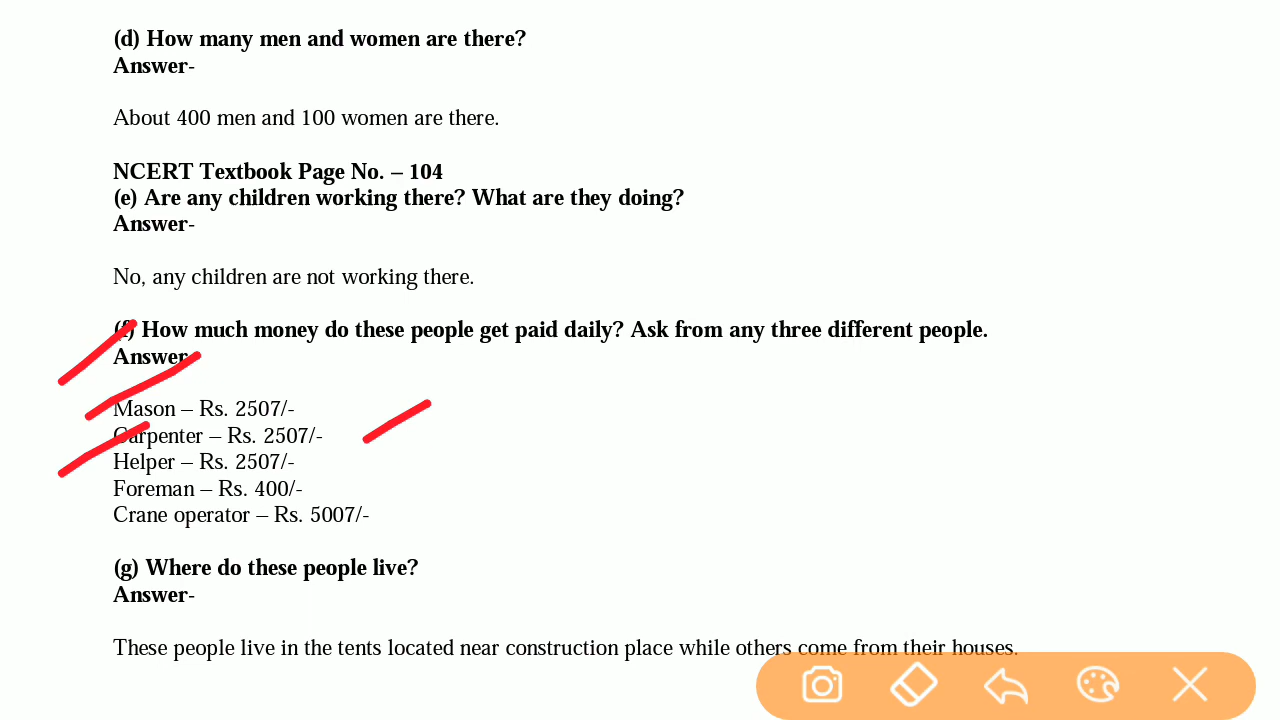 (d) How many men and women are there?
Answer-
About 400 men and 100 women are there.
NCERT Textbook Page No. – 104
(e) Are any children working there? What are they doing?
Answer-
No, any children are not working there.
(f) How much money do these people get paid daily? Ask from any three different people.
Answer-
Mason – Rs. 2507/-
Carpenter – Rs. 2507/-
Helper – Rs. 2507/-
Foreman – Rs. 400/-
Crane operator – Rs. 5007/-
(g) Where do these people live?
Answer-
These people live in the tents located near construction place while others come from their houses.